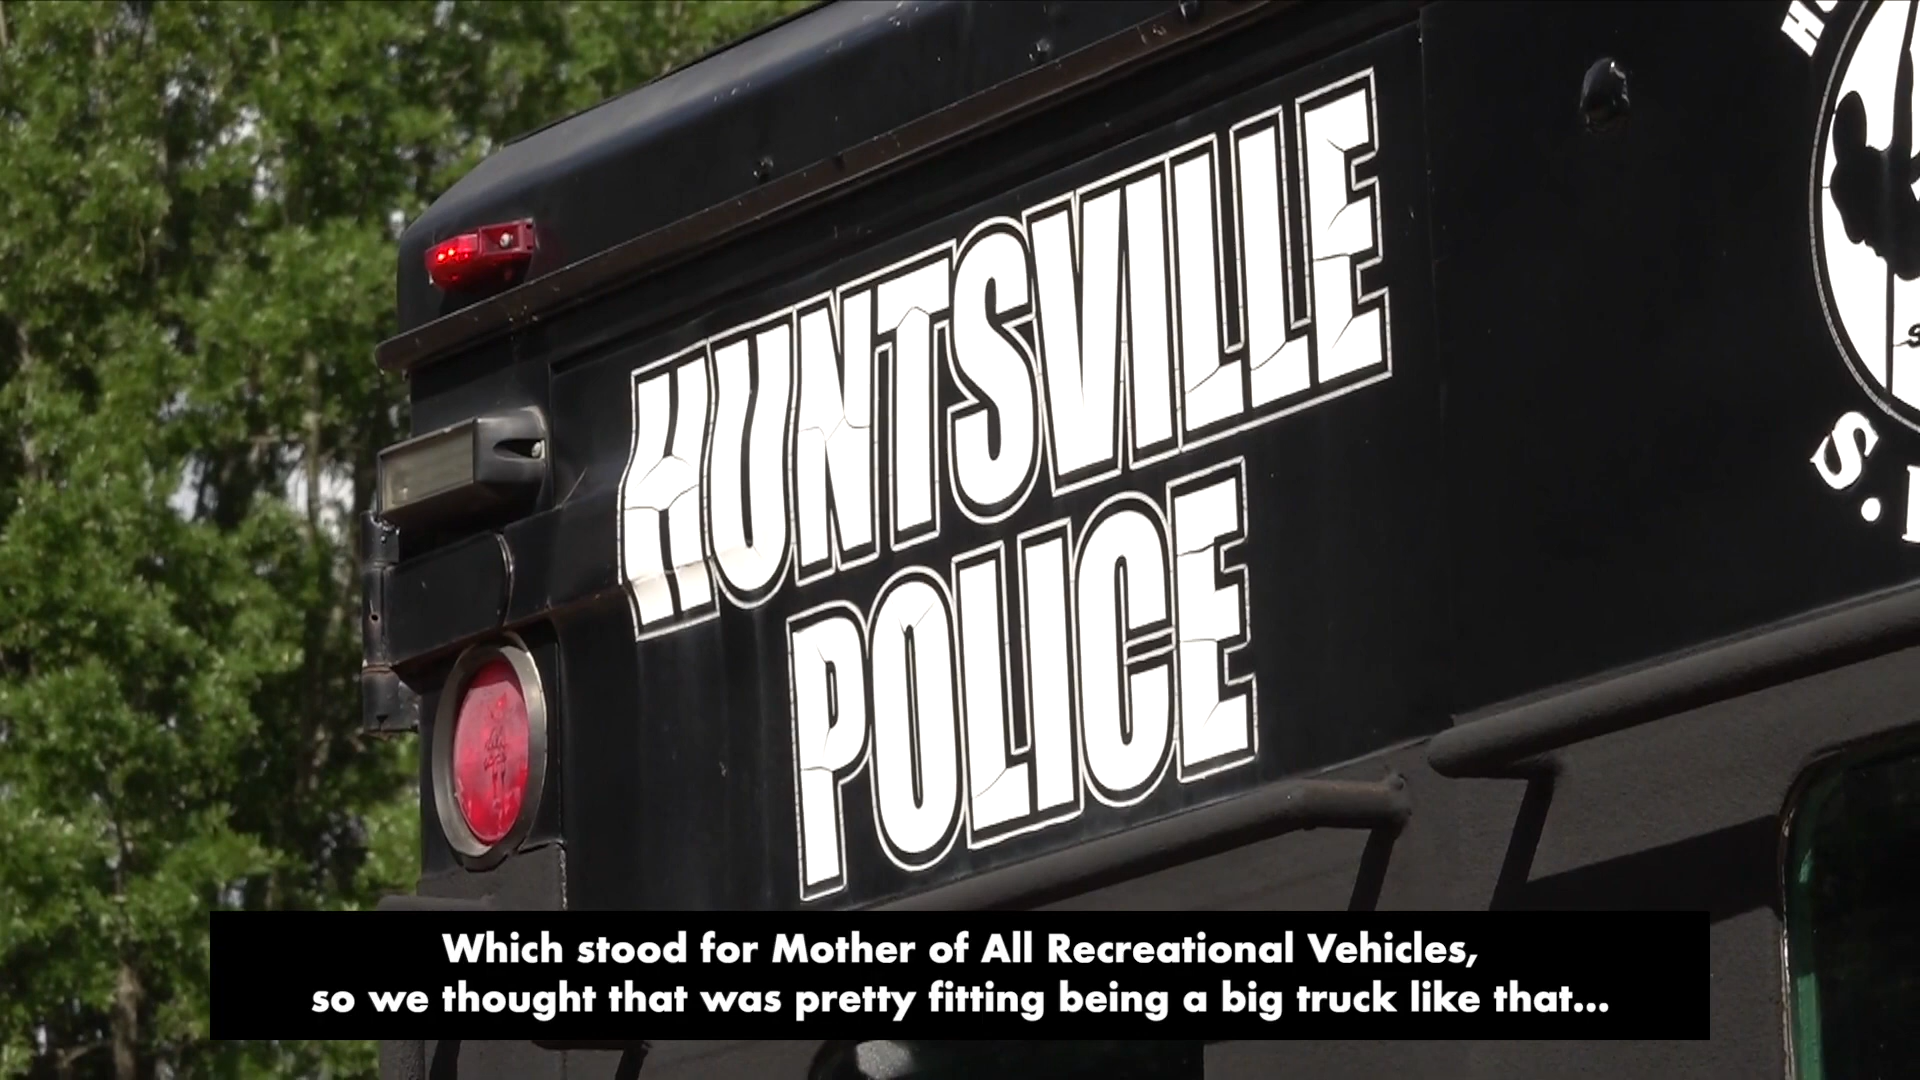 HUNTSVILLE
POLICE
S.
Which stood for Mother of All Recreational Vehicles,
so we thought that was pretty fitting being a big truck like that...